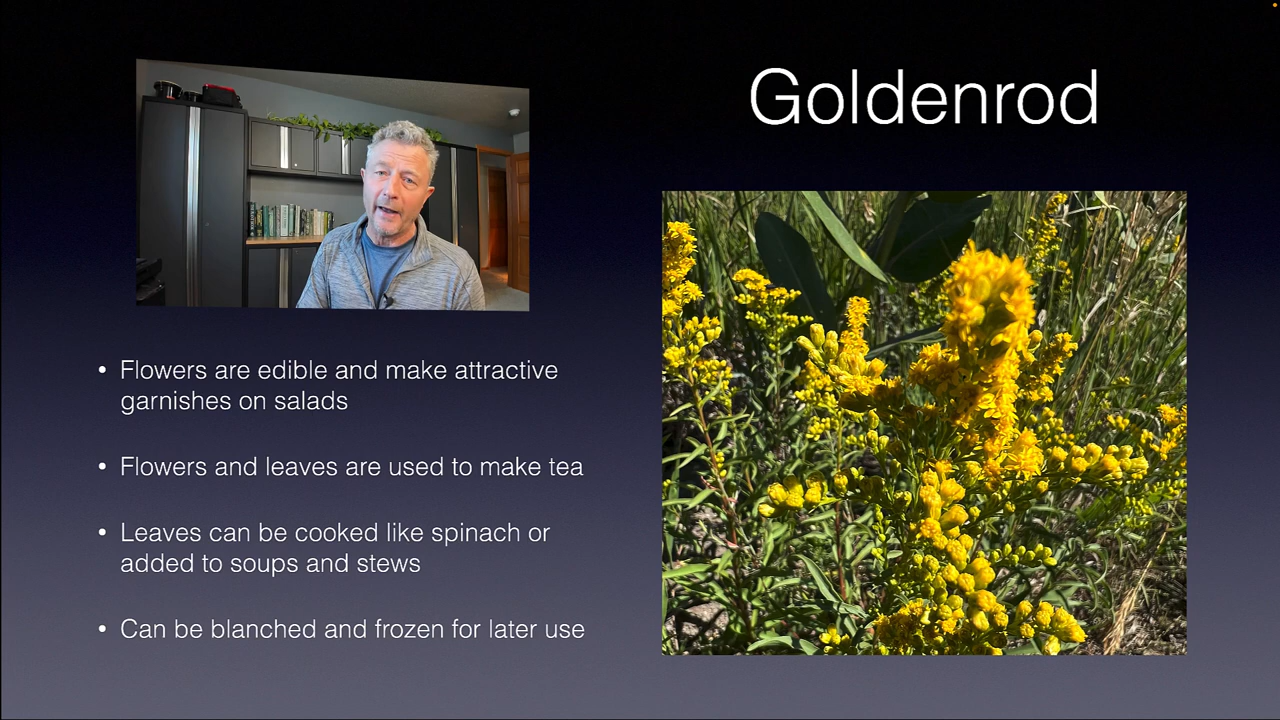 Goldenrod
• Flowers are edible and make attractive
garnishes on salads
• Flowers and leaves are used to make tea
• Leaves can be cooked like spinach or
added to soups and stews
• Can be blanched and frozen for later use